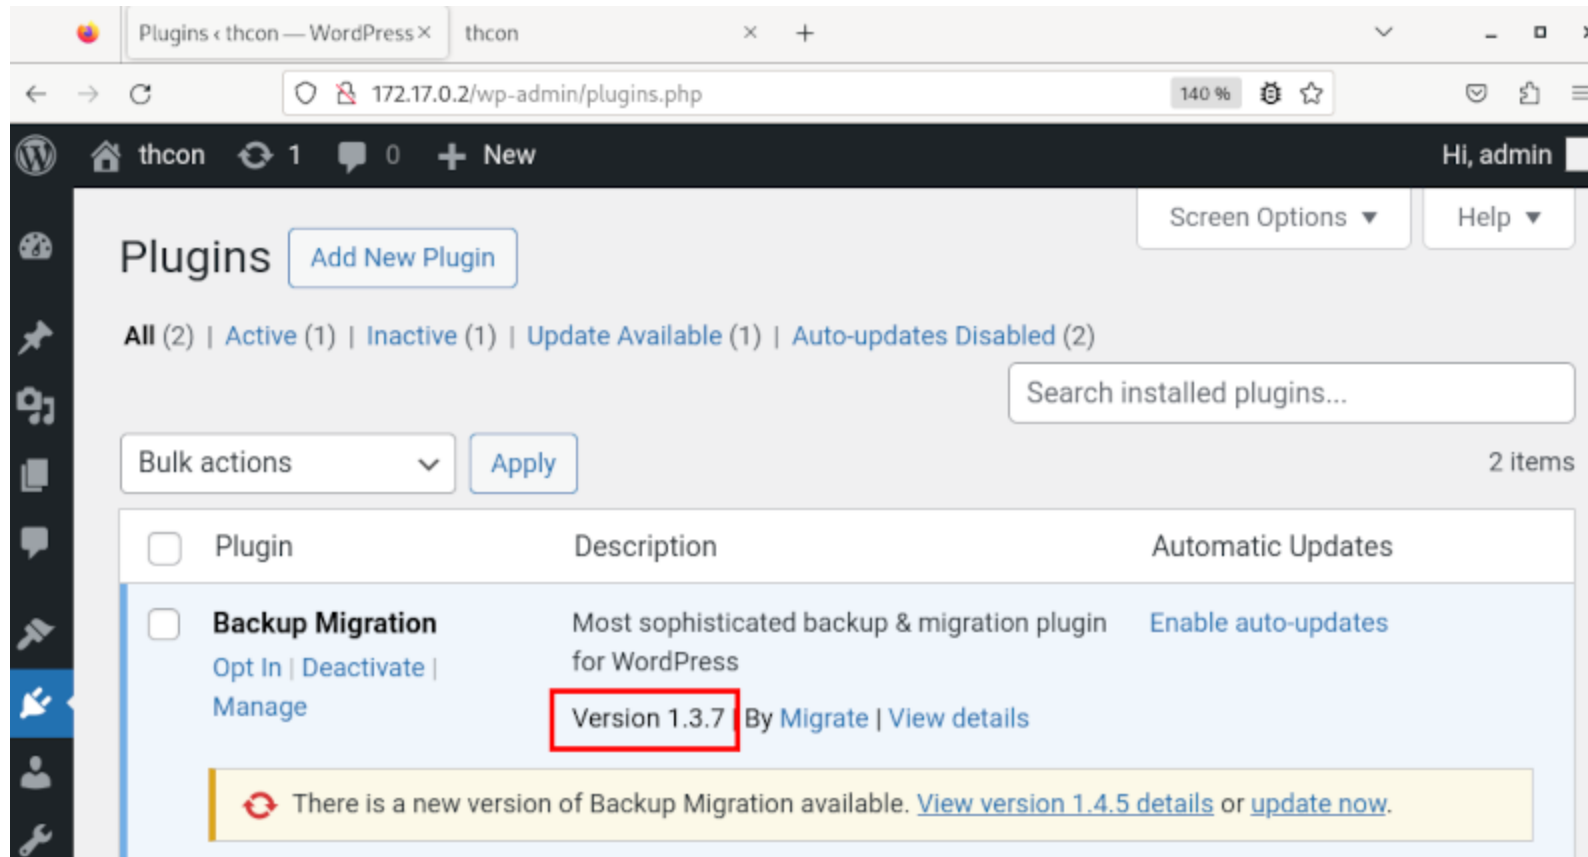 Plugins ‹ thcon — WordPress × thcon × +
172.17.0.2/wp-admin/plugins.php 140 %
thcon 1 0 + New Hi, admin
Screen Options ▼ Help ▼
Plugins Add New Plugin
All (2) | Active (1) | Inactive (1) | Update Available (1) | Auto-updates Disabled (2)
Search installed plugins...
Bulk actions Apply 2 items
Plugin Description Automatic Updates
Backup Migration Most sophisticated backup & migration plugin Enable auto-updates
Opt In | Deactivate | for WordPress
Manage Version 1.3.7 | By Migrate | View details
There is a new version of Backup Migration available. View version 1.4.5 details or update now.